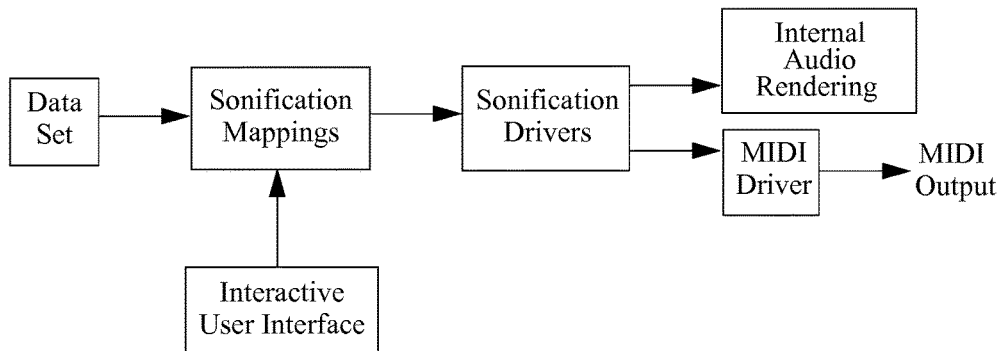 Data
Set
Sonification
Mappings
Sonification
Drivers
Internal
Audio
Rendering
MIDI
Driver
MIDI
Output
Interactive
User Interface